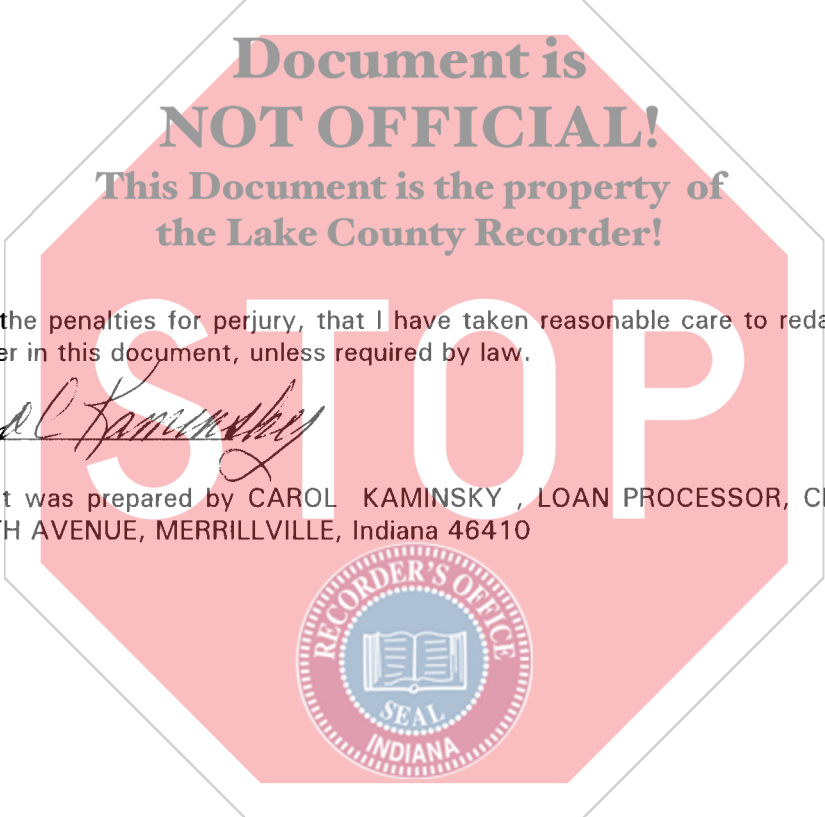 Document is
NOT OFFICIAL!
This Document is the property of
the Lake County Recorder!
STOP
the penalties for perjury, that I have taken reasonable care to reda
er in this document, unless required by law.
C Kaminsky
t was prepared by CAROL KAMINSKY , LOAN PROCESSOR, C
TH AVENUE, MERRILLVILLE, Indiana 46410
RECORDER'S OFFICE
SEAL
INDIANA